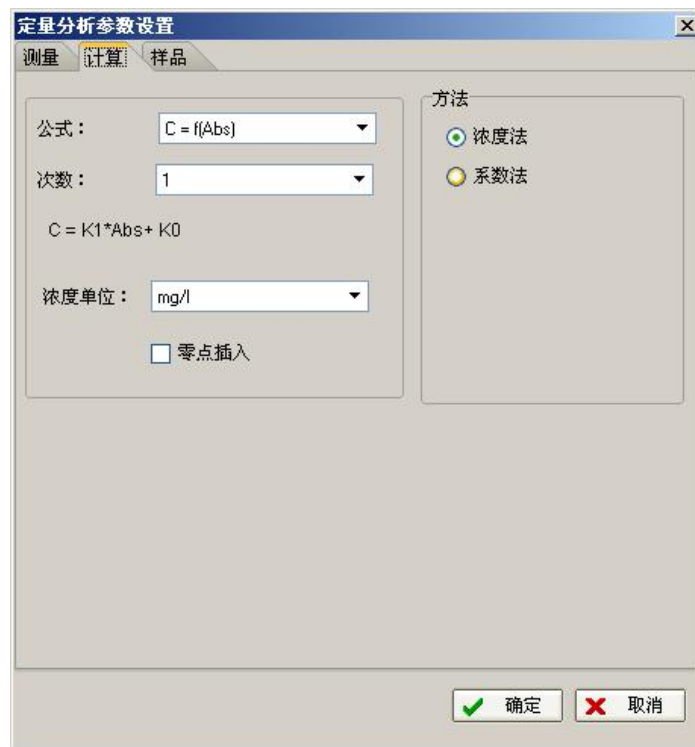 定量分析参数设置
测量 计算 样品
公式： C = f(Abs)
次数： 1
C = K1*Abs+ K0
浓度单位： mg/l
零点插入
方法
浓度法
系数法
确定 取消